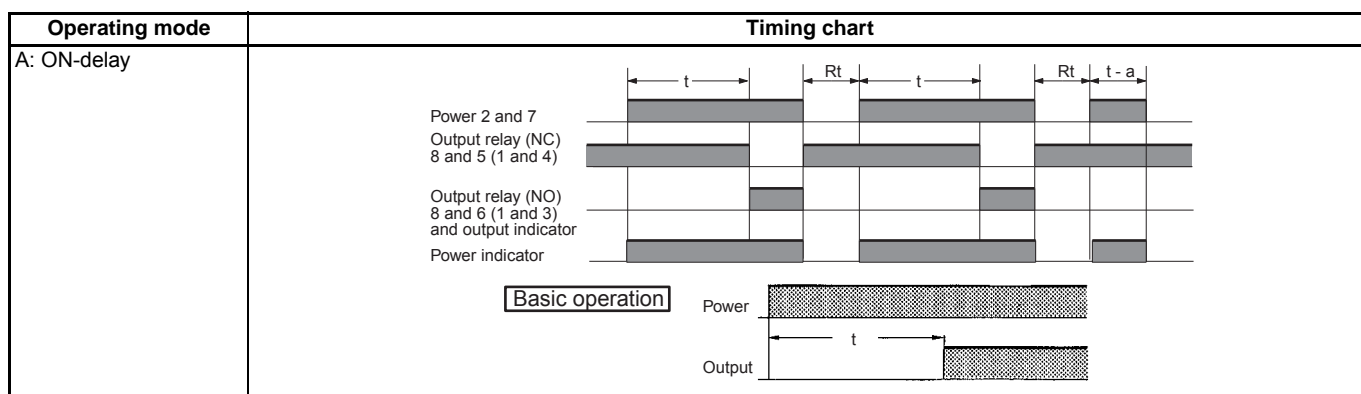 Operating mode
Timing chart
A: ON-delay
t
Rt
t
Rt
t - a
Power 2 and 7
Output relay (NC)
8 and 5 (1 and 4)
Output relay (NO)
8 and 6 (1 and 3)
and output indicator
Power indicator
Basic operation
Power
t
Output